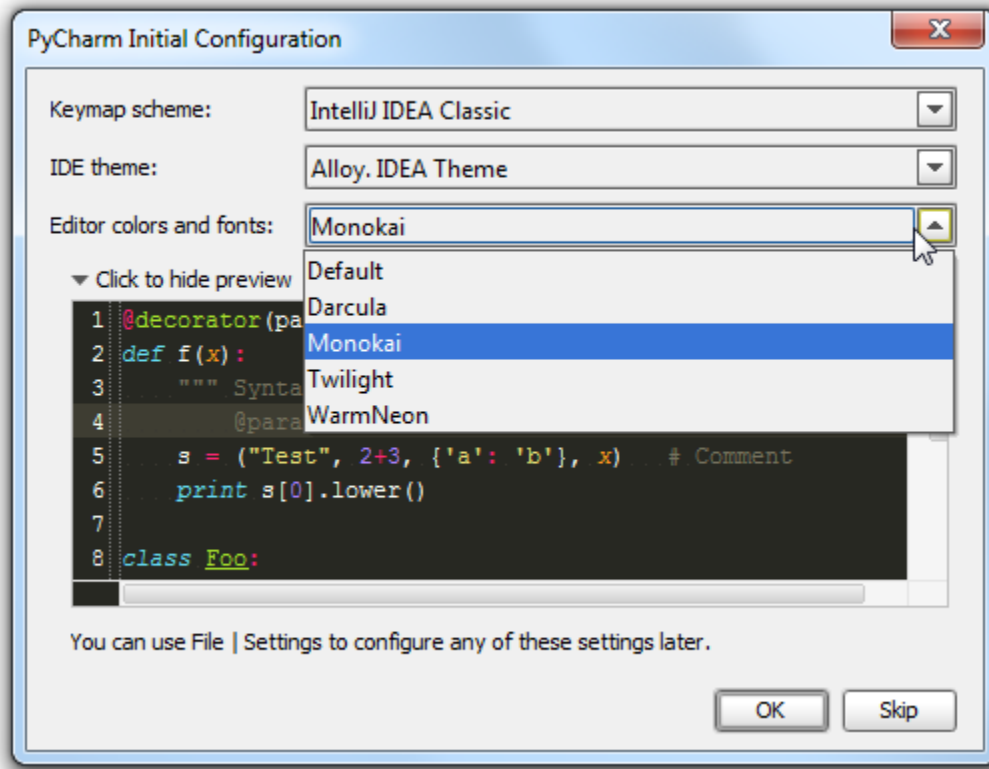 PyCharm Initial Configuration
Keymap scheme: IntelliJ IDEA Classic
IDE theme: Alloy. IDEA Theme
Editor colors and fonts: Monokai
Default
Darcula
Monokai
Twilight
WarmNeon
Click to hide preview
1 @decorator(pa
2 def f(x):
3 """ Synta
4 @para
5 s = ("Test", 2+3, {'a': 'b'}, x) # Comment
6 print s[0].lower()
7
8 class Foo:
You can use File | Settings to configure any of these settings later.
OK Skip